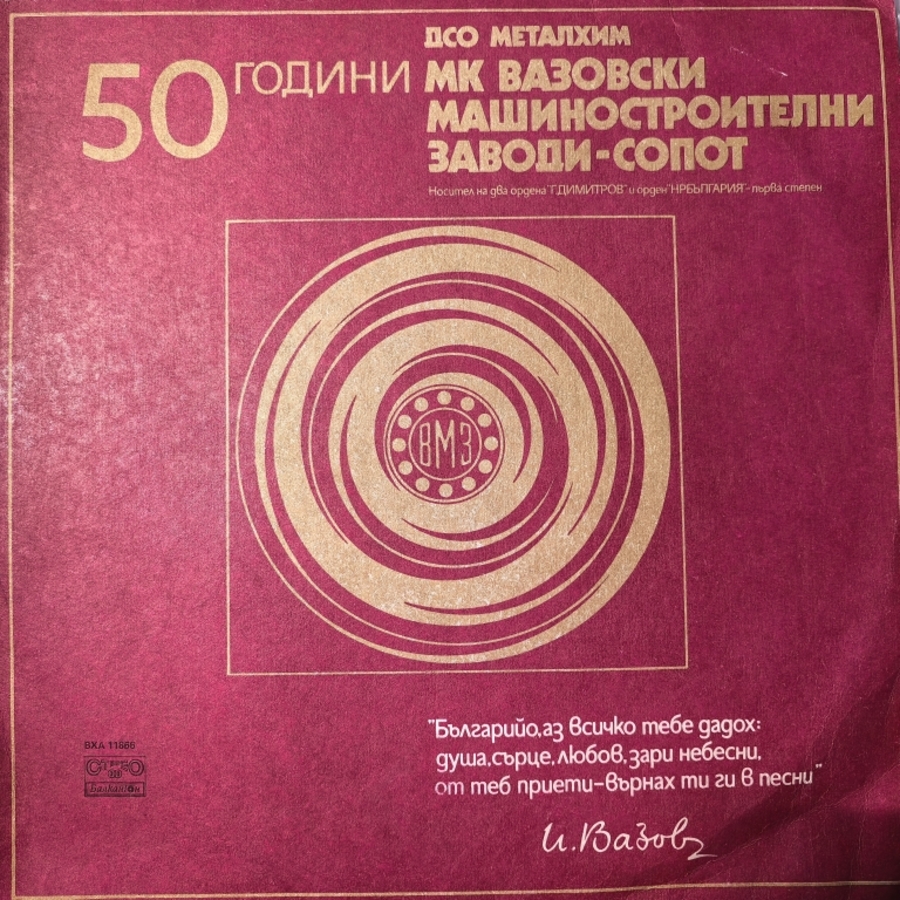 ДСО МЕТАЛХИМ
50 ГОДИНИ МК ВАЗОВСКИ
МАШИНОСТРОИТЕЛНИ
ЗАВОДИ-СОПОТ
Носител на два ордена "Г.ДИМИТРОВ" и орден "НРБЪЛГАРИЯ" - първа степен
ВМЗ
"Българийо, аз всичко тебе дадох:
душа, сърце, любов, зари небесни,
от теб приети-върнах ти ги в песни"
И. Вазовъ
ВХА 11866
СТЕРЕО
Балкантон